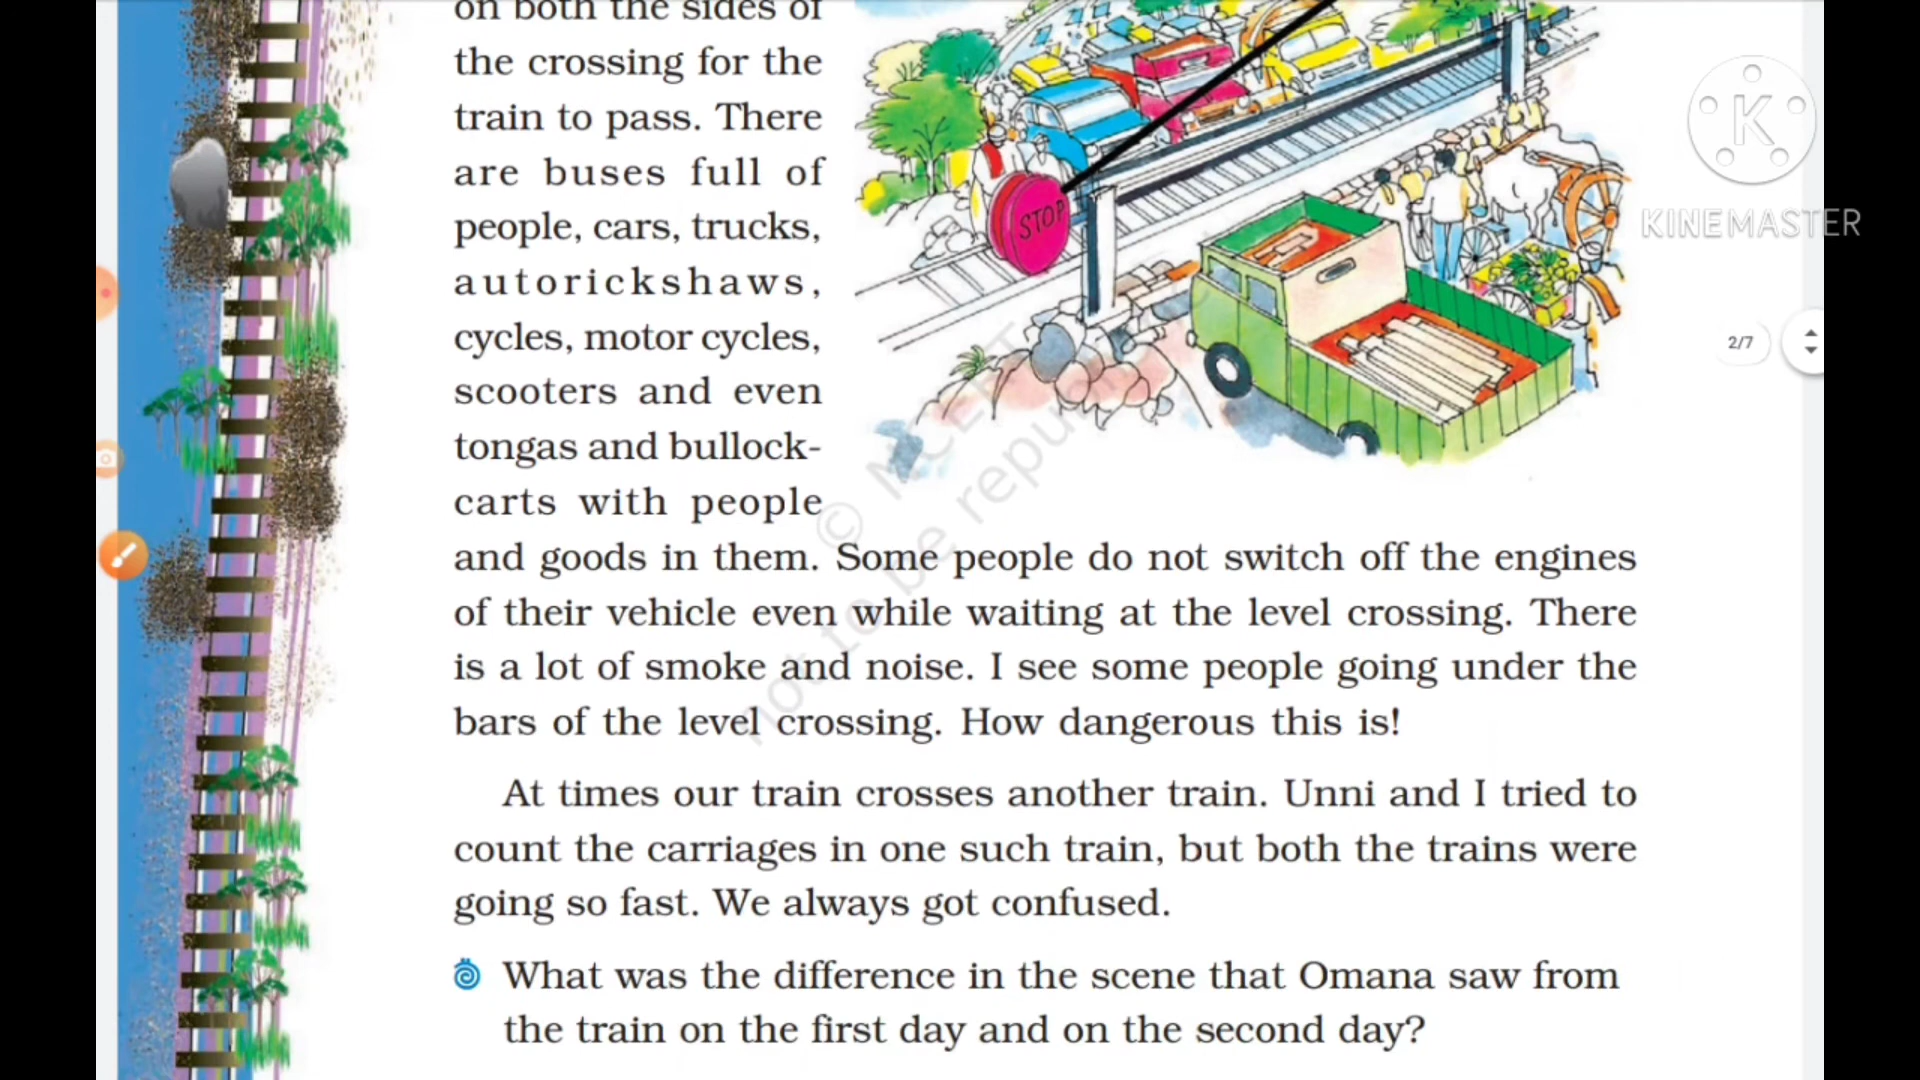 on both the sides of
the crossing for the
train to pass. There
are buses full of
people, cars, trucks,
autorickshaws,
cycles, motor cycles,
scooters and even
tongas and bullock-
carts with people
and goods in them. Some people do not switch off the engines
of their vehicle even while waiting at the level crossing. There
is a lot of smoke and noise. I see some people going under the
bars of the level crossing. How dangerous this is!
At times our train crosses another train. Unni and I tried to
count the carriages in one such train, but both the trains were
going so fast. We always got confused.
What was the difference in the scene that Omana saw from
the train on the first day and on the second day?
STOP
© NCERT
not to be republ
K
KINEMASTER
2/7